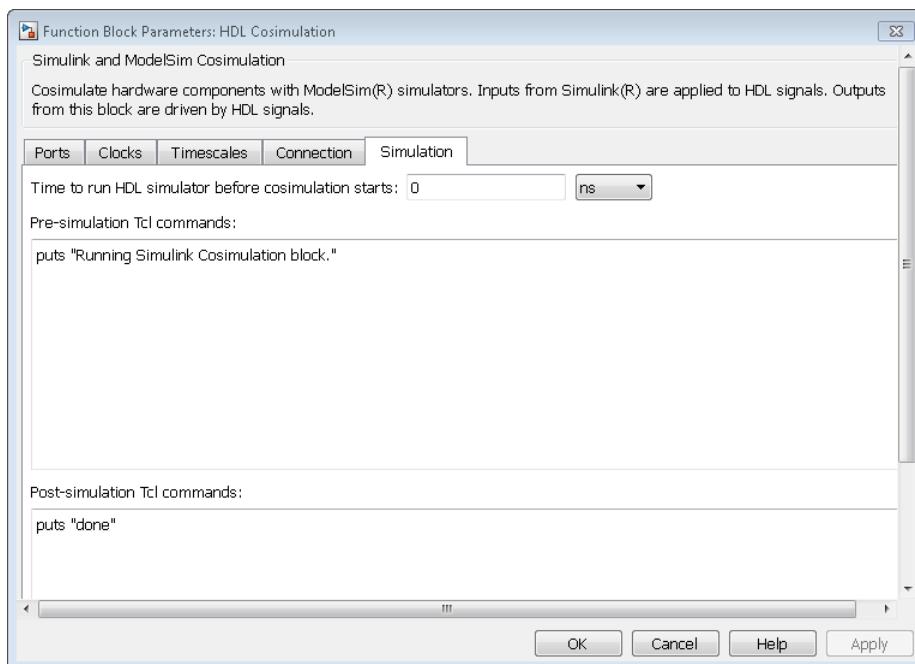 Function Block Parameters: HDL Cosimulation
Simulink and ModelSim Cosimulation
Cosimulate hardware components with ModelSim(R) simulators. Inputs from Simulink(R) are applied to HDL signals. Outputs
from this block are driven by HDL signals.
Ports Clocks Timescales Connection Simulation
Time to run HDL simulator before cosimulation starts: 0 ns
Pre-simulation Tcl commands:
puts "Running Simulink Cosimulation block."
Post-simulation Tcl commands:
puts "done"
OK Cancel Help Apply